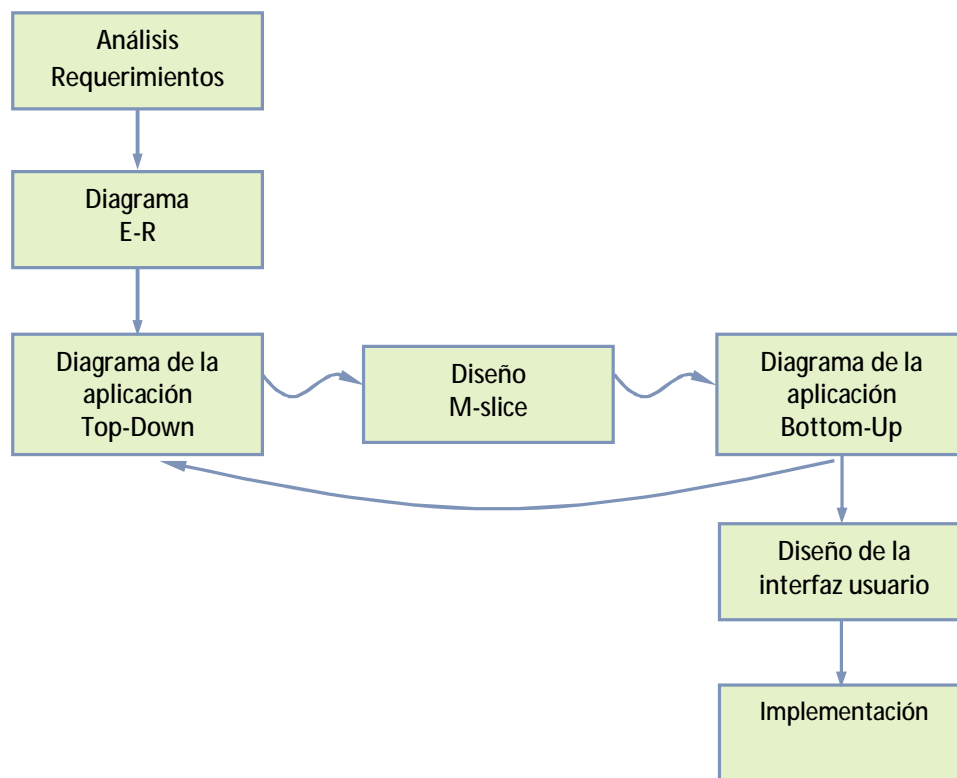 Análisis
Requerimientos
Diagrama
E-R
Diagrama de la
aplicación
Top-Down
Diseño
M-slice
Diagrama de la
aplicación
Bottom-Up
Diseño de la
interfaz usuario
Implementación